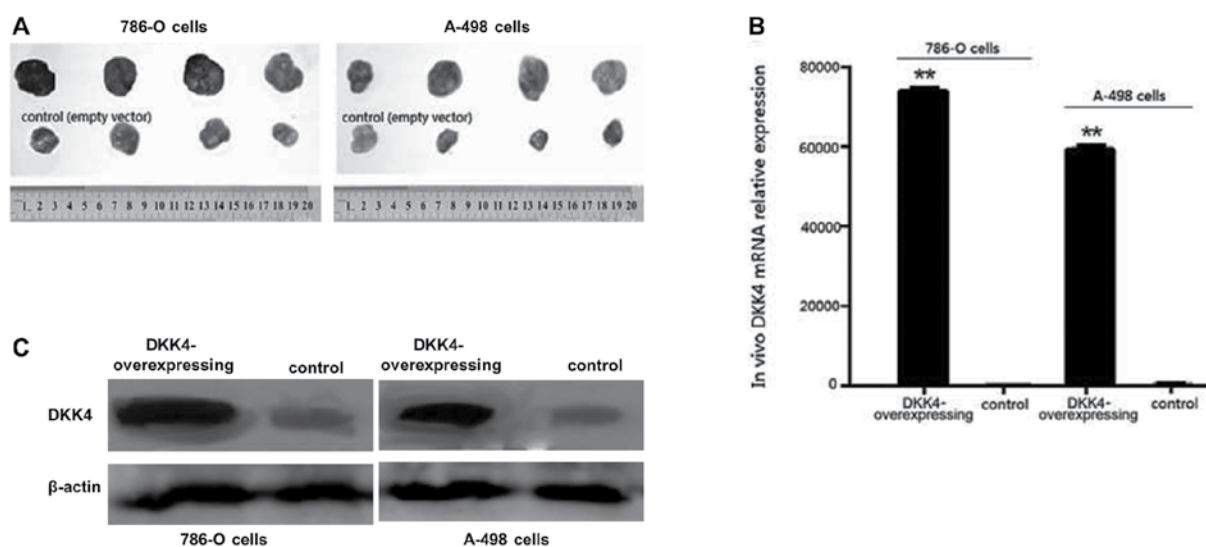 A
786-O cells
A-498 cells
control (empty vector)
control (empty vector)
1 2 3 4 5 6 7 8 9 10 11 12 13 14 15 16 17 18 19 20
1 2 3 4 5 6 7 8 9 10 11 12 13 14 15 16 17 18 19 20
B
In vivo DKK4 mRNA relative expression
80000
60000
40000
20000
0
786-O cells
**
A-498 cells
**
DKK4-
overexpressing
control
DKK4-
overexpressing
control
C
DKK4-
overexpressing
control
DKK4-
overexpressing
control
DKK4
β-actin
786-O cells
A-498 cells